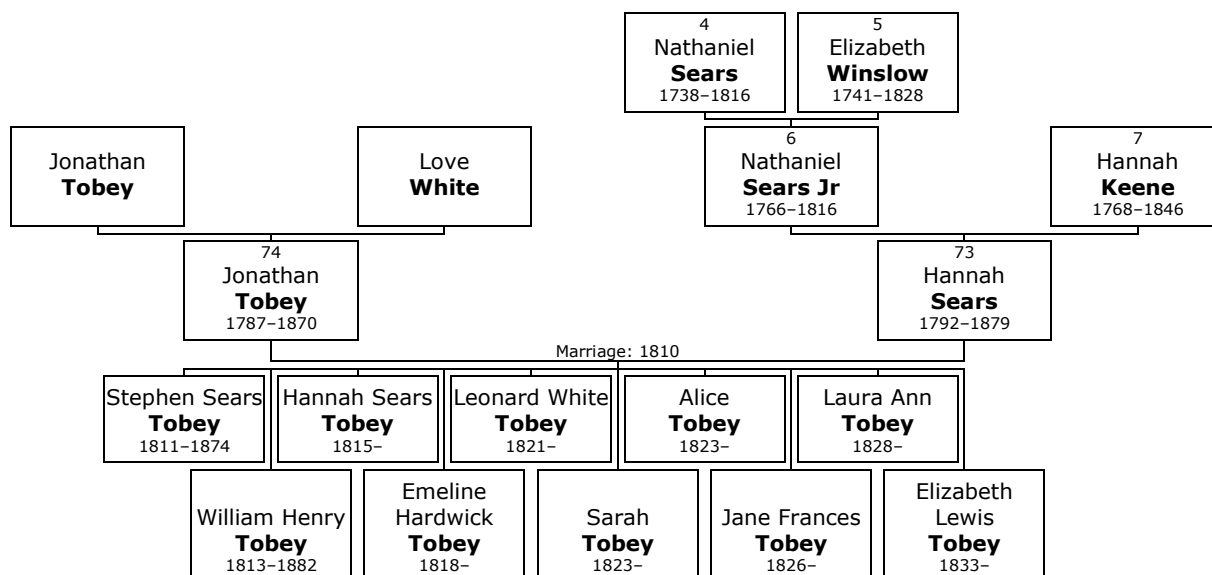 4
Nathaniel
Sears
1738–1816
5
Elizabeth
Winslow
1741–1828
Jonathan
Tobey
Love
White
6
Nathaniel
Sears Jr
1766–1816
7
Hannah
Keene
1768–1846
74
Jonathan
Tobey
1787–1870
73
Hannah
Sears
1792–1879
Marriage: 1810
Stephen Sears
Tobey
1811–1874
Hannah Sears
Tobey
1815–
Leonard White
Tobey
1821–
Alice
Tobey
1823–
Laura Ann
Tobey
1828–
William Henry
Tobey
1813–1882
Emeline
Hardwick
Tobey
1818–
Sarah
Tobey
1823–
Jane Frances
Tobey
1826–
Elizabeth
Lewis
Tobey
1833–